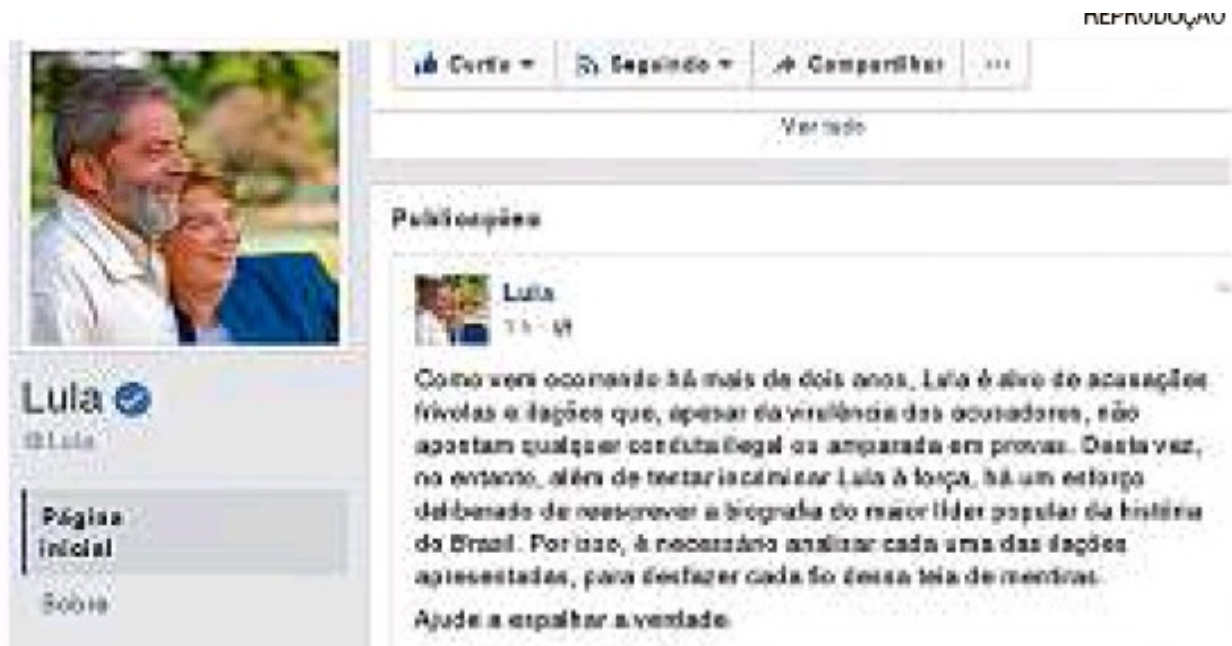 REPRODUÇÃO
Curtiu
Seguindo
Compartilhar
...
Ver tudo
Publicações
Lula
Lula
@Lula
Página
inicial
Sobre
Como vem ocorrendo há mais de dois anos, Lula é alvo de acusações
frívolas e ilações que, apesar da virulência dos acusadores, não
apontam qualquer conduta ilegal ou amparada em provas. Desta vez,
no entanto, além de tentar incriminar Lula à força, há um esforço
deliberado de reescrever a biografia do maior líder popular da história
do Brasil. Por isso, é necessário analisar cada uma das ilações
apresentadas, para desfazer cada fio dessa teia de mentiras.
Ajude a espalhar a verdade.